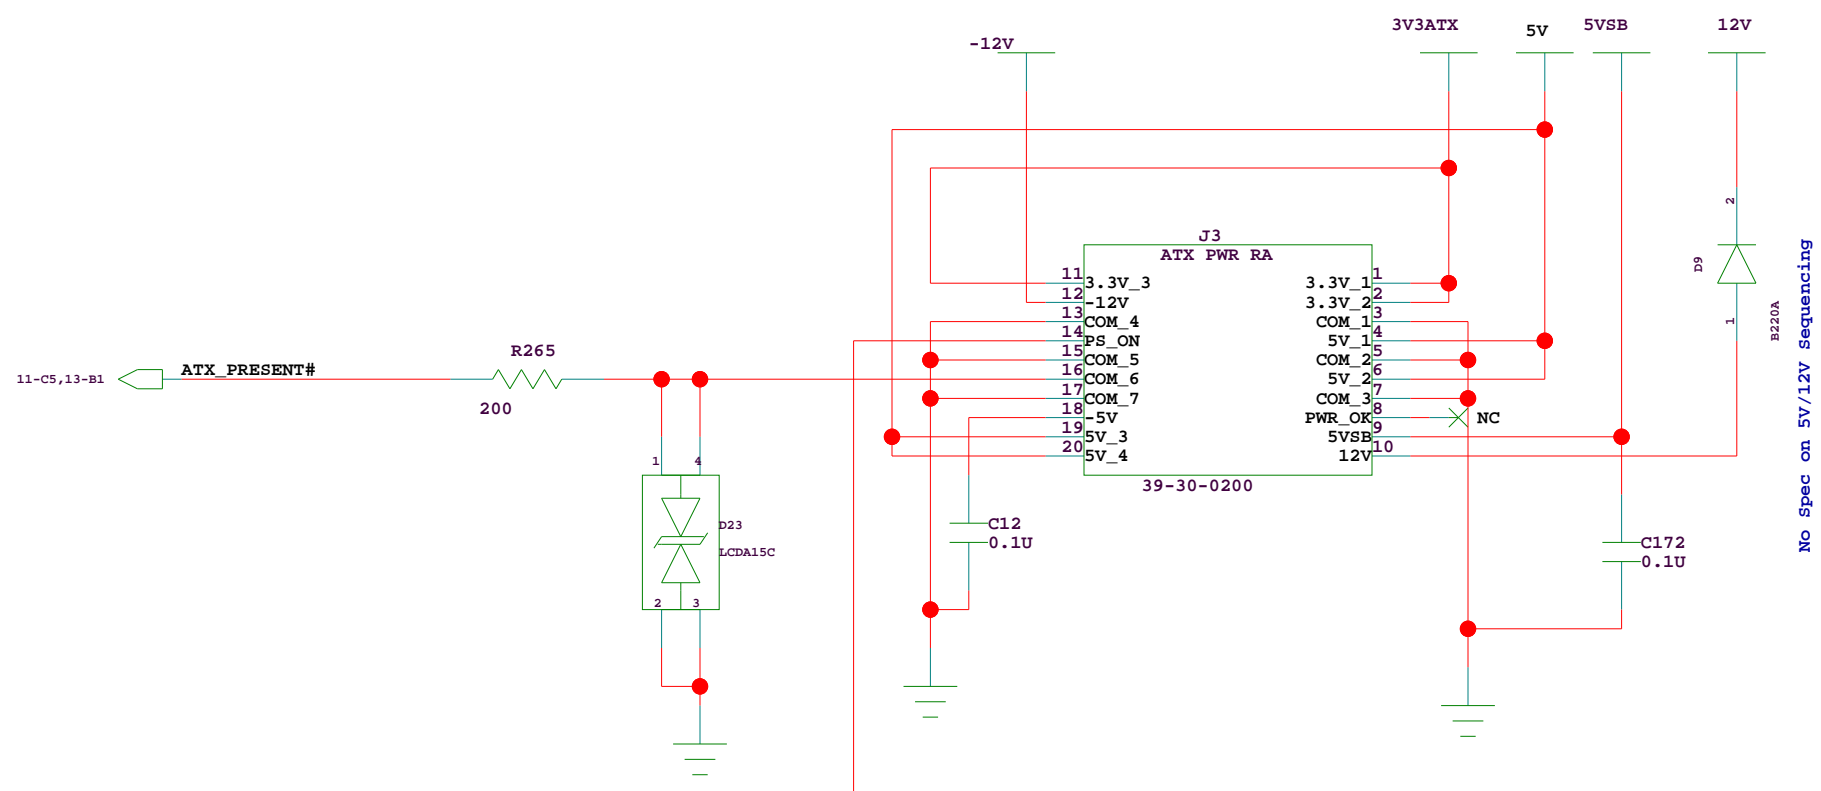 3V3ATX
5V
5VSB
12V
-12V
J3
ATX PWR RA
11
3.3V_3
3.3V_1
1
12
-12V
3.3V_2
2
13
COM_4
COM_1
3
14
PS_ON
5V_1
4
15
COM_5
COM_2
5
16
COM_6
5V_2
6
17
COM_7
COM_3
7
18
-5V
PWR_OK
8
NC
19
5V_3
5VSB
9
20
5V_4
12V
10
39-30-0200
2
D9
1
B220A
No Spec on 5V/12V Sequencing
R265
200
11-C5,13-B1
ATX_PRESENT#
1
4
D23
LCDA15C
2
3
C12
0.1U
C172
0.1U